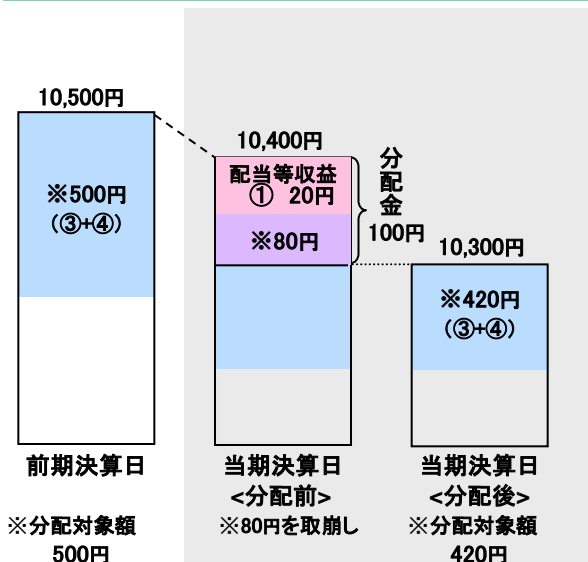 10,500円
※500円
（③+④）
前期決算日
※分配対象額
500円
10,400円
配当等収益
① 20円
※80円
分配金
100円
当期決算日
<分配前>
※80円を取崩し
10,300円
※420円
（③+④）
当期決算日
<分配後>
※分配対象額
420円